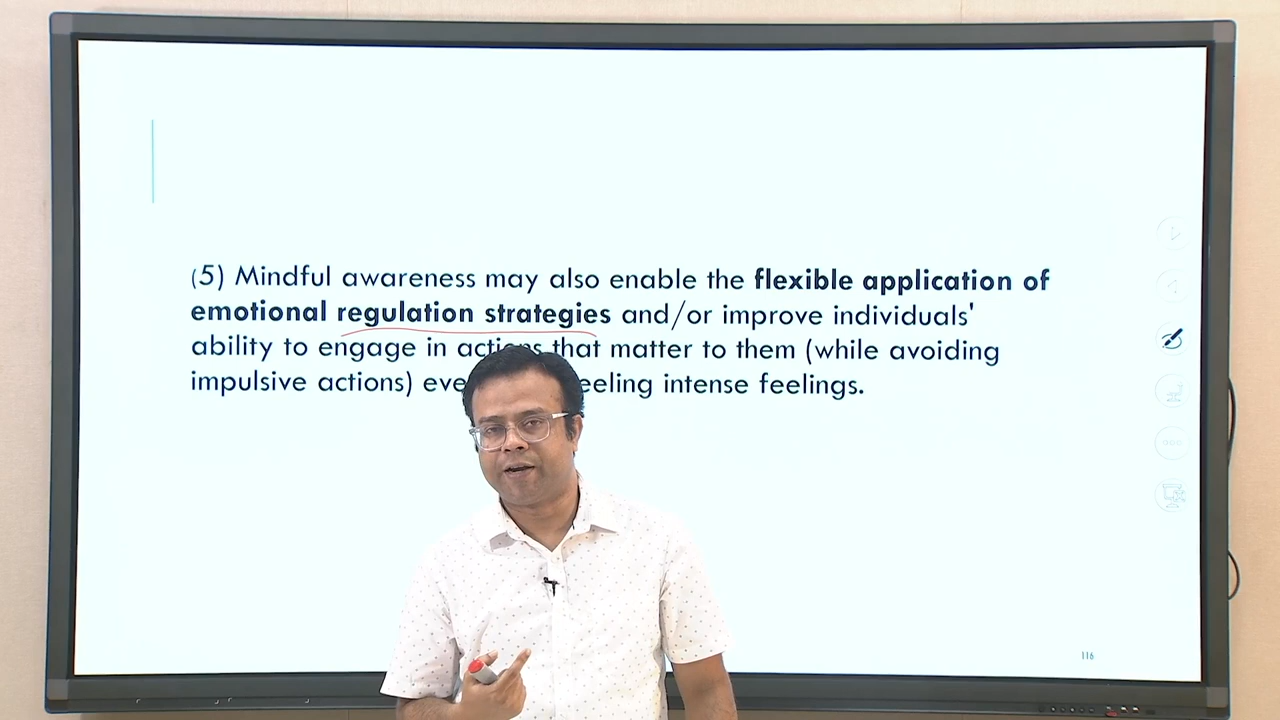 (5) Mindful awareness may also enable the flexible application of
emotional regulation strategies and/or improve individuals'
ability to engage in actions that matter to them (while avoiding
impulsive actions) eve eeling intense feelings.
116